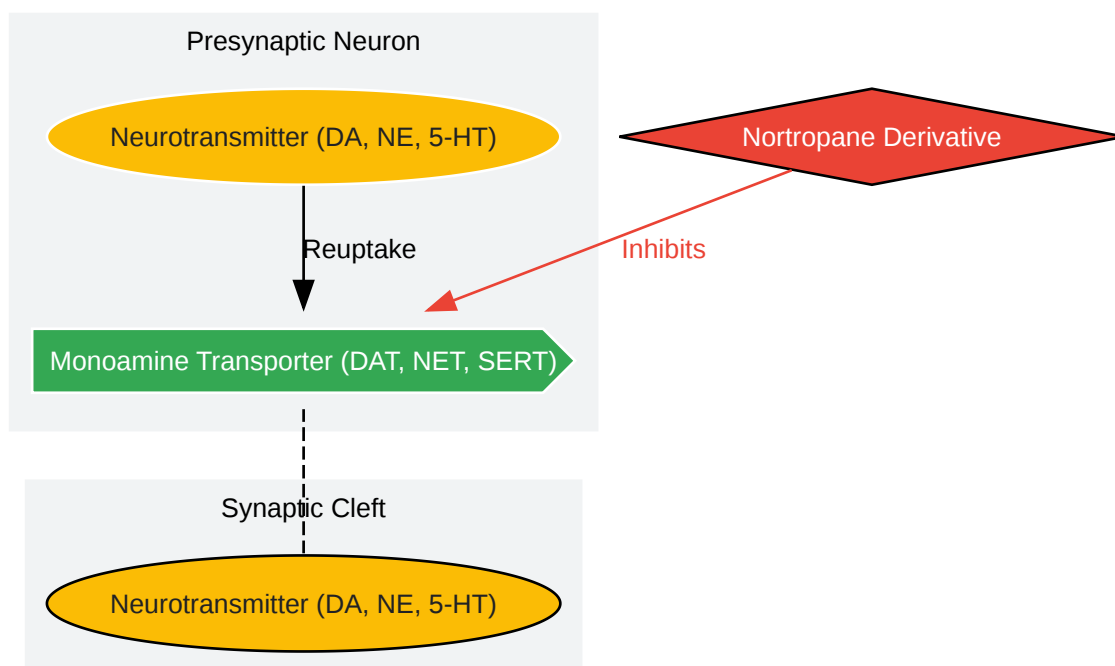 Presynaptic Neuron
Neurotransmitter (DA, NE, 5-HT)
Nortropane Derivative
Reuptake
Inhibits
Monoamine Transporter (DAT, NET, SERT)
Synaptic Cleft
Neurotransmitter (DA, NE, 5-HT)